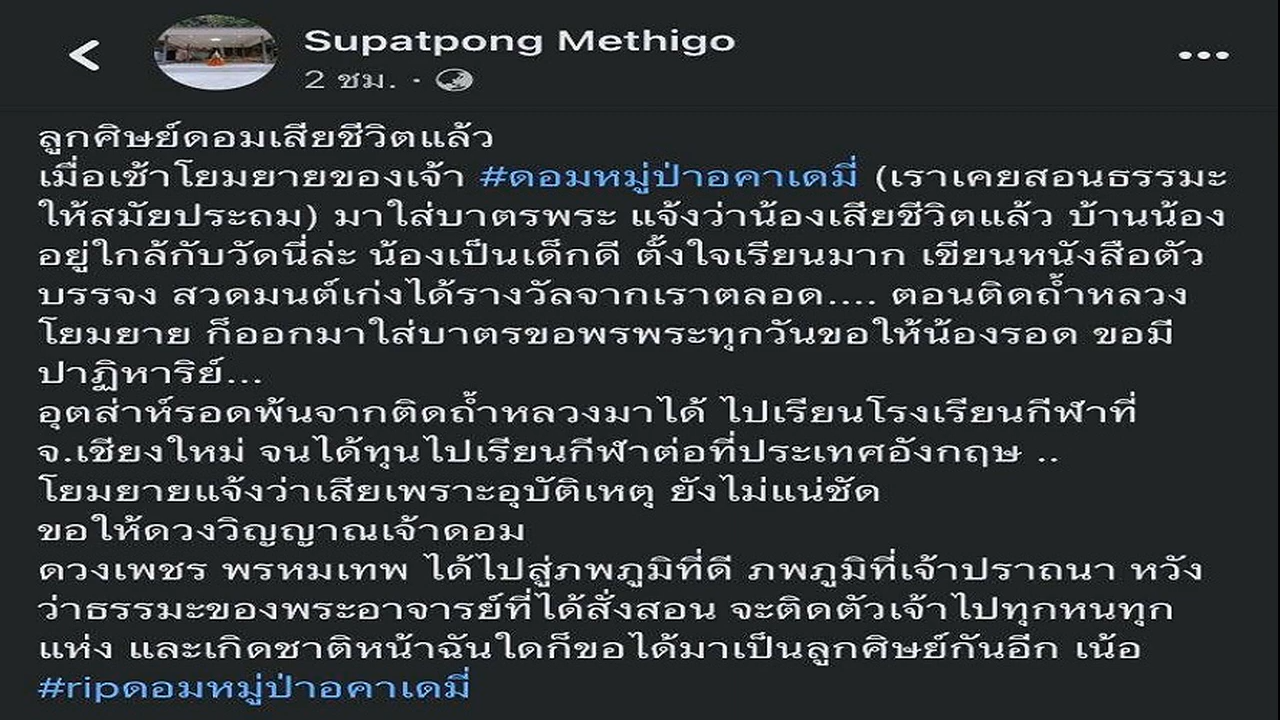 Supatpong Methigo
2 ชม. ·
ลูกศิษย์ดอมเสียชีวิตแล้ว
เมื่อเช้าโยมยายของเจ้า #ดอมหมู่ป่าอคาเดมี่ (เราเคยสอนธรรมะ
ให้สมัยประถม) มาใส่บาตรพระ แจ้งว่าน้องเสียชีวิตแล้ว บ้านน้อง
อยู่ใกล้กับวัดนี่ล่ะ น้องเป็นเด็กดี ตั้งใจเรียนมาก เขียนหนังสือตัว
บรรจง สวดมนต์เก่งได้รางวัลจากเราตลอด.... ตอนติดถ้ำหลวง
โยมยาย ก็ออกมาใส่บาตรขอพรพระทุกวันขอให้น้องรอด ขอมี
ปาฏิหาริย์...
อุตส่าห์รอดพ้นจากติดถ้ำหลวงมาได้ ไปเรียนโรงเรียนกีฬาที่
จ.เชียงใหม่ จนได้ทุนไปเรียนกีฬาต่อที่ประเทศอังกฤษ ..
โยมยายแจ้งว่าเสียเพราะอุบัติเหตุ ยังไม่แน่ชัด
ขอให้ดวงวิญญาณเจ้าดอม
ดวงเพชร พรหมเทพ ได้ไปสู่ภพภูมิที่ดี ภพภูมิที่เจ้าปราถนา หวัง
ว่าธรรมะของพระอาจารย์ที่ได้สั่งสอน จะติดตัวเจ้าไปทุกหนทุก
แห่ง และเกิดชาติหน้าฉันใดก็ขอได้มาเป็นลูกศิษย์กันอีก เน้อ
#ripดอมหมู่ป่าอคาเดมี่